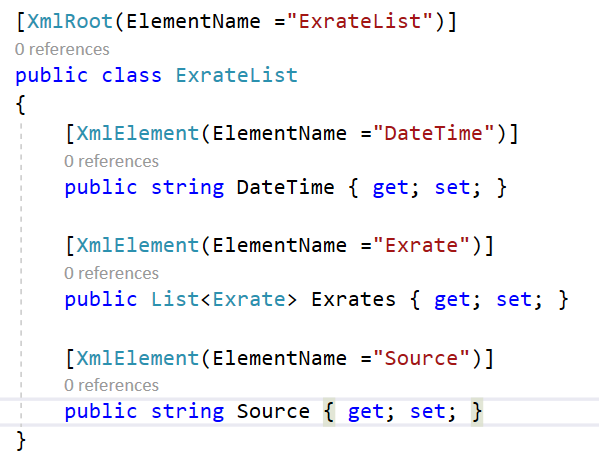 [XmlRoot(ElementName ="ExrateList")]
0 references
public class ExrateList
{
[XmlElement(ElementName ="DateTime")]
0 references
public string DateTime { get; set; }
[XmlElement(ElementName ="Exrate")]
0 references
public List<Exrate> Exrates { get; set; }
[XmlElement(ElementName ="Source")]
0 references
public string Source { get; set; }
}